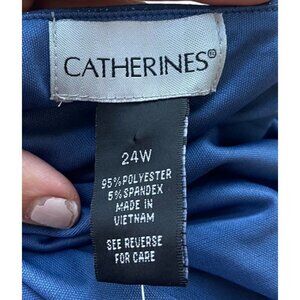 CATHERINES®
24W
95% POLYESTER
5% SPANDEX
MADE IN
VIETNAM
SEE REVERSE
FOR CARE